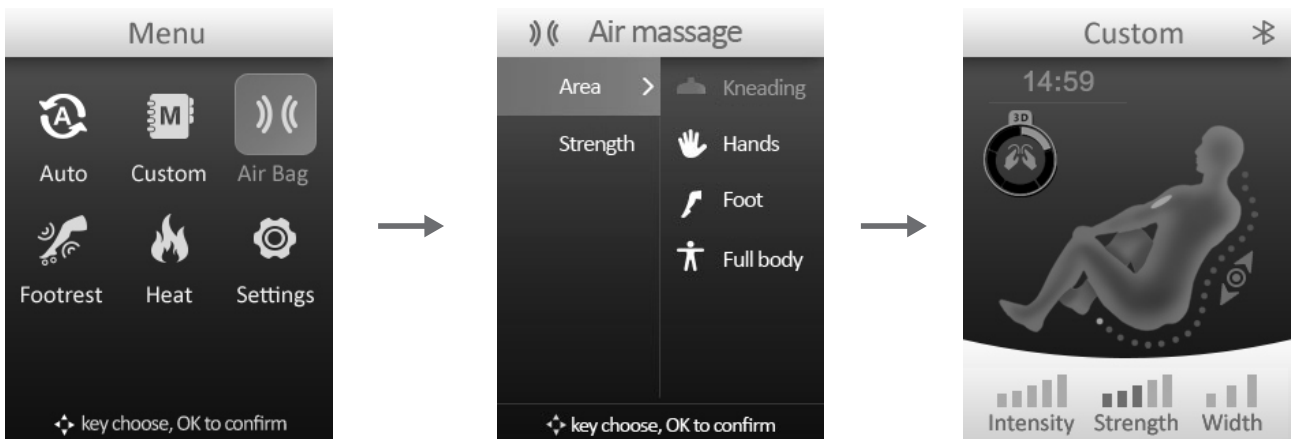 Menu
A
M
Auto Custom Air Bag
Footrest Heat Settings
key choose, OK to confirm
Air massage
Area
Kneading
Strength
Hands
Foot
Full body
key choose, OK to confirm
Custom
14:59
3D
Intensity Strength Width